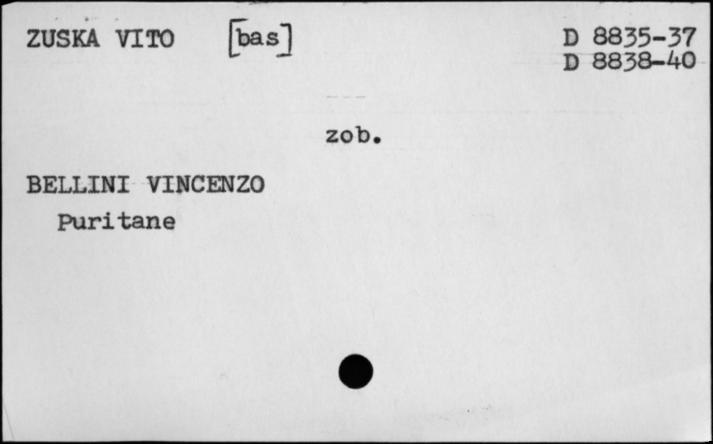 ZUSKA VITO [bas] D 8835-37
D 8838-40
zob.
BELLINI VINCENZO
Puritane